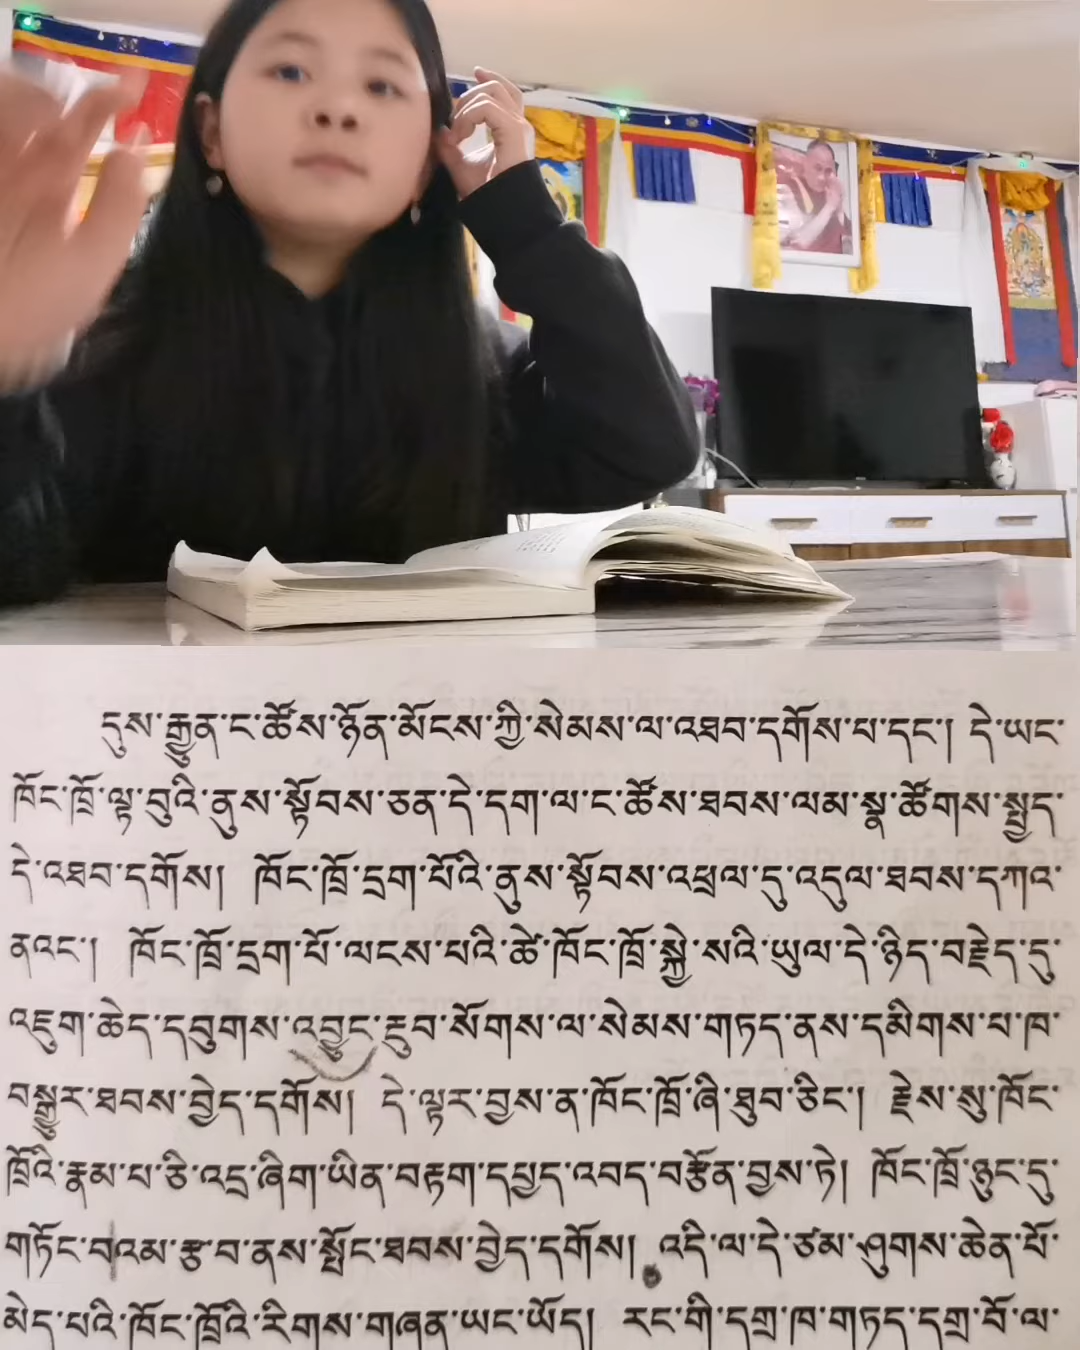 དུས་རྒྱུན་ང་ཚོས་ཉོན་མོངས་ཀྱི་སེམས་ལ་འཐབ་དགོས་པ་དང་། དེ་ཡང་
ཁོང་ཁྲོ་ལྟ་བུའི་ནུས་སྟོབས་ཅན་དེ་དག་ལ་ང་ཚོས་ཐབས་ལམ་སྣ་ཚོགས་སྤྱད་
དེ་འཐབ་དགོས། ཁོང་ཁྲོ་དྲག་པོའི་ནུས་སྟོབས་འཕྲལ་དུ་འདུལ་ཐབས་དཀའ་
ནའང་། ཁོང་ཁྲོ་དྲག་པོ་ལངས་པའི་ཚེ་ཁོང་ཁྲོ་སྐྱེ་སའི་ཡུལ་དེ་ཉིད་བརྗེད་དུ་
འཇུག་ཆེད་དབུགས་འབྱུང་རྔུབ་སོགས་ལ་སེམས་གཏད་ནས་དམིགས་པ་ཁ་
བསྒྱུར་ཐབས་བྱེད་དགོས། དེ་ལྟར་བྱས་ན་ཁོང་ཁྲོ་ཞི་ཐུབ་ཅིང་། རྗེས་སུ་ཁོང་
ཁྲོའི་རྣམ་པ་ཅི་འདྲ་ཞིག་ཡིན་བརྟག་དཔྱད་འབད་བརྩོན་བྱས་ཏེ། ཁོང་ཁྲོ་ཉུང་དུ་
གཏོང་བའམ་རྩ་བ་ནས་སྤོང་ཐབས་བྱེད་དགོས། འདི་ལ་དེ་ཙམ་ཤུགས་ཆེན་པོ་
མེད་པའི་ཁོང་ཁྲོའི་རིགས་གཞན་ཡང་ཡོད། རང་གི་དགྲ་ཁ་གཏད་དགྲ་བོ་ལ་